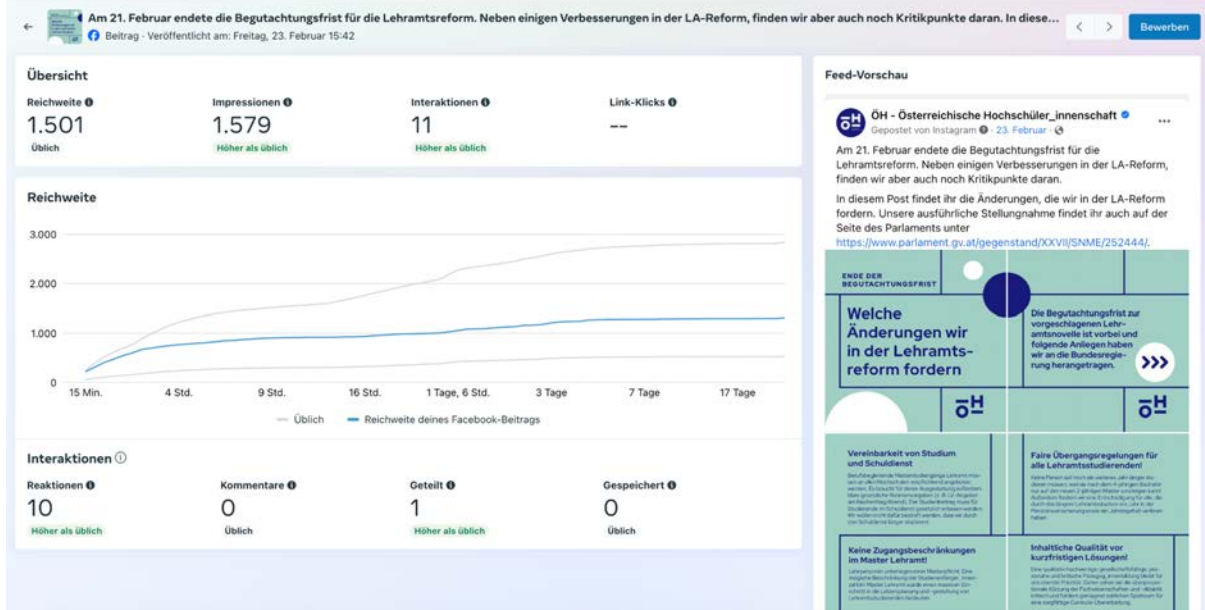 Am 21. Februar endete die Begutachtungsfrist für die Lehramtsreform. Neben einigen Verbesserungen in der LA-Reform, finden wir aber auch noch Kritikpunkte daran. In diese...
Beitrag · Veröffentlicht am: Freitag, 23. Februar 15:42
Bewerben
Übersicht
Reichweite
Impressionen
Interaktionen
Link-Klicks
1.501
1.579
11
--
Üblich
Höher als üblich
Höher als üblich
Reichweite
3.000
2.000
1.000
0
15 Min.
4 Std.
9 Std.
16 Std.
1 Tage, 6 Std.
3 Tage
7 Tage
17 Tage
Üblich
Reichweite deines Facebook-Beitrags
Interaktionen
Reaktionen
Kommentare
Geteilt
Gespeichert
10
0
1
0
Höher als üblich
Üblich
Höher als üblich
Üblich
Feed-Vorschau
ÖH - Österreichische Hochschüler_innenschaft
Gepostet von Instagram · 23. Februar ·
Am 21. Februar endete die Begutachtungsfrist für die
Lehramtsreform. Neben einigen Verbesserungen in der LA-Reform,
finden wir aber auch noch Kritikpunkte daran.
In diesem Post findet ihr die Änderungen, die wir in der LA-Reform
fordern. Unsere ausführliche Stellungnahme findet ihr auch auf der
Seite des Parlaments unter
https://www.parlament.gv.at/gegenstand/XXVII/SNME/252444/.
ENDE DER
BEGUTACHTUNGSFRIST
Welche
Änderungen wir
in der Lehramts-
reform fordern
Die Begutachtungsfrist zur
vorgeschlagenen Lehr-
amtsnovelle ist vorbei und
folgende Anliegen haben
wir an die Bundesregie-
rung herangetragen.
öH
öH
Vereinbarkeit von Studium
und Schuldienst
Faire Übergangsregelungen für
alle Lehramtsstudierenden!
Keine Zugangsbeschränkungen
im Master Lehramt!
Inhaltliche Qualität vor
kurzfristigen Lösungen!